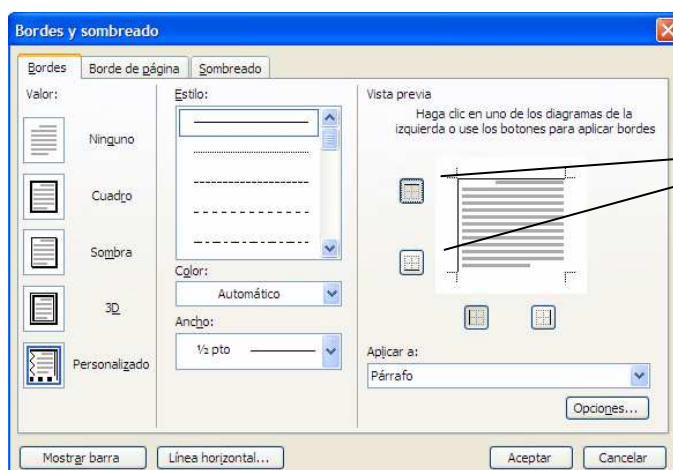 Bordes y sombreado
Bordes
Borde de página
Sombreado
Valor:
Ninguno
Cuadro
Sombra
3D
Personalizado
Estilo:
Color:
Automático
Ancho:
½ pto
Vista previa
Haga clic en uno de los diagramas de la
izquierda o use los botones para aplicar bordes
Aplicar a:
Párrafo
Opciones...
Mostrar barra
Línea horizontal...
Aceptar
Cancelar